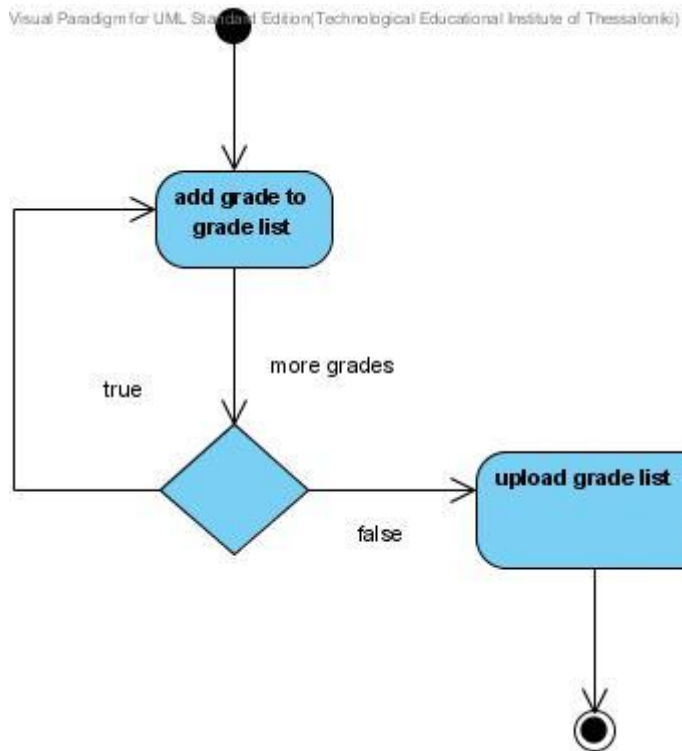 Visual Paradigm for UML Standard Edition(Technological Educational Institute of Thessaloniki)
add grade to
grade list
more grades
true
upload grade list
false